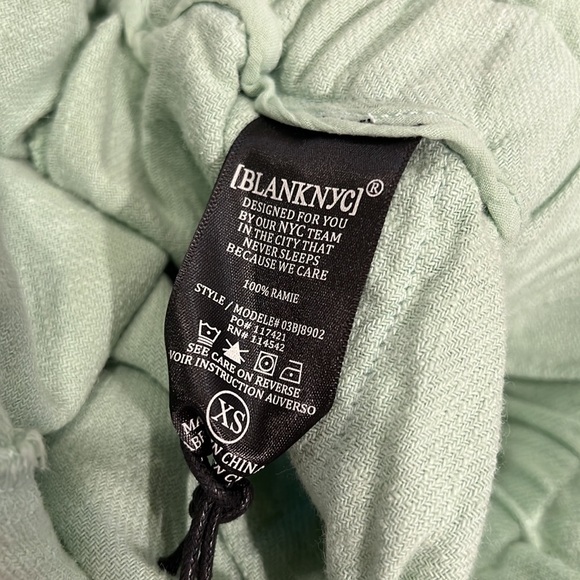 [BLANKNYC]®
DESIGNED FOR YOU
BY OUR NYC TEAM
IN THE CITY THAT
NEVER SLEEPS
BECAUSE WE CARE
100% RAMIE
STYLE / MODELE# 03BJ8902
PO# 117421
RN# 114542
SEE CARE ON REVERSE
VOIR INSTRUCTION AUVERSO
XS
CHINA